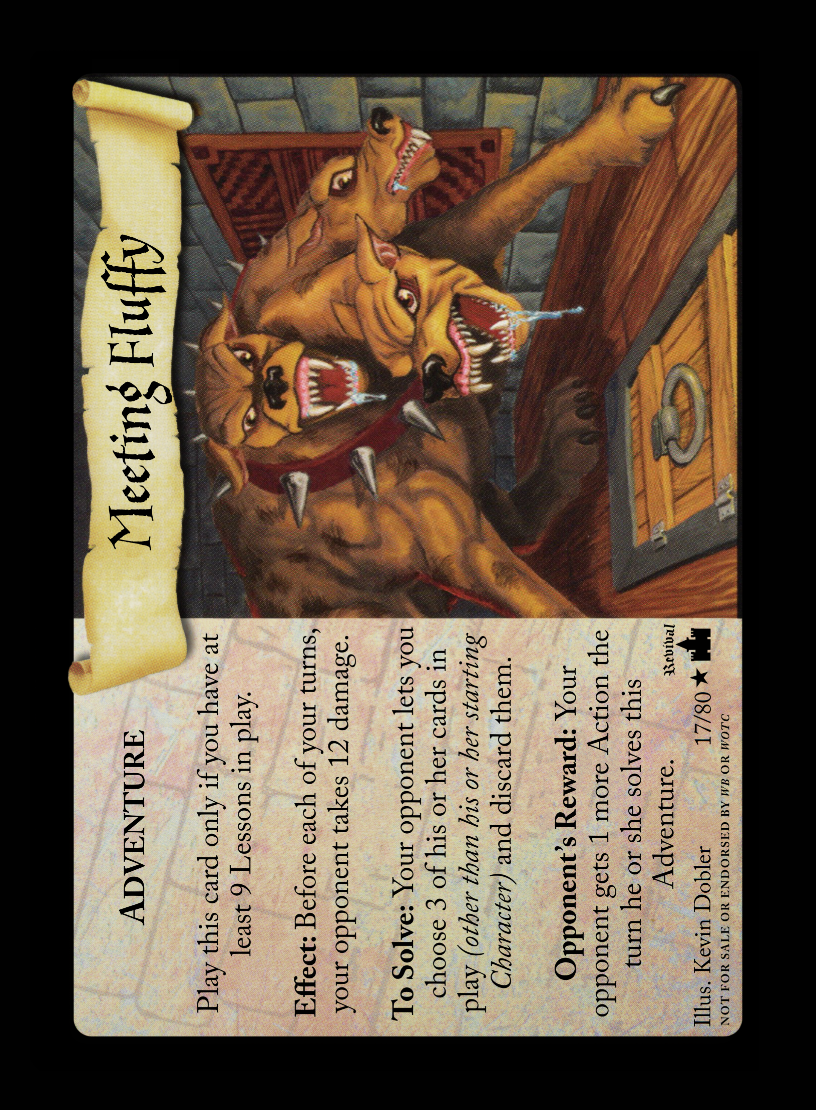 Meeting Fluffy
ADVENTURE
Play this card only if you have at
least 9 Lessons in play.
Effect: Before each of your turns,
your opponent takes 12 damage.
To Solve: Your opponent lets you
choose 3 of his or her cards in
play (other than his or her starting
Character) and discard them.
Opponent's Reward: Your
opponent gets 1 more Action the
turn he or she solves this
Adventure.
Revival
Illus. Kevin Dobler 17/80 ★
NOT FOR SALE OR ENDORSED BY WB OR WOTC